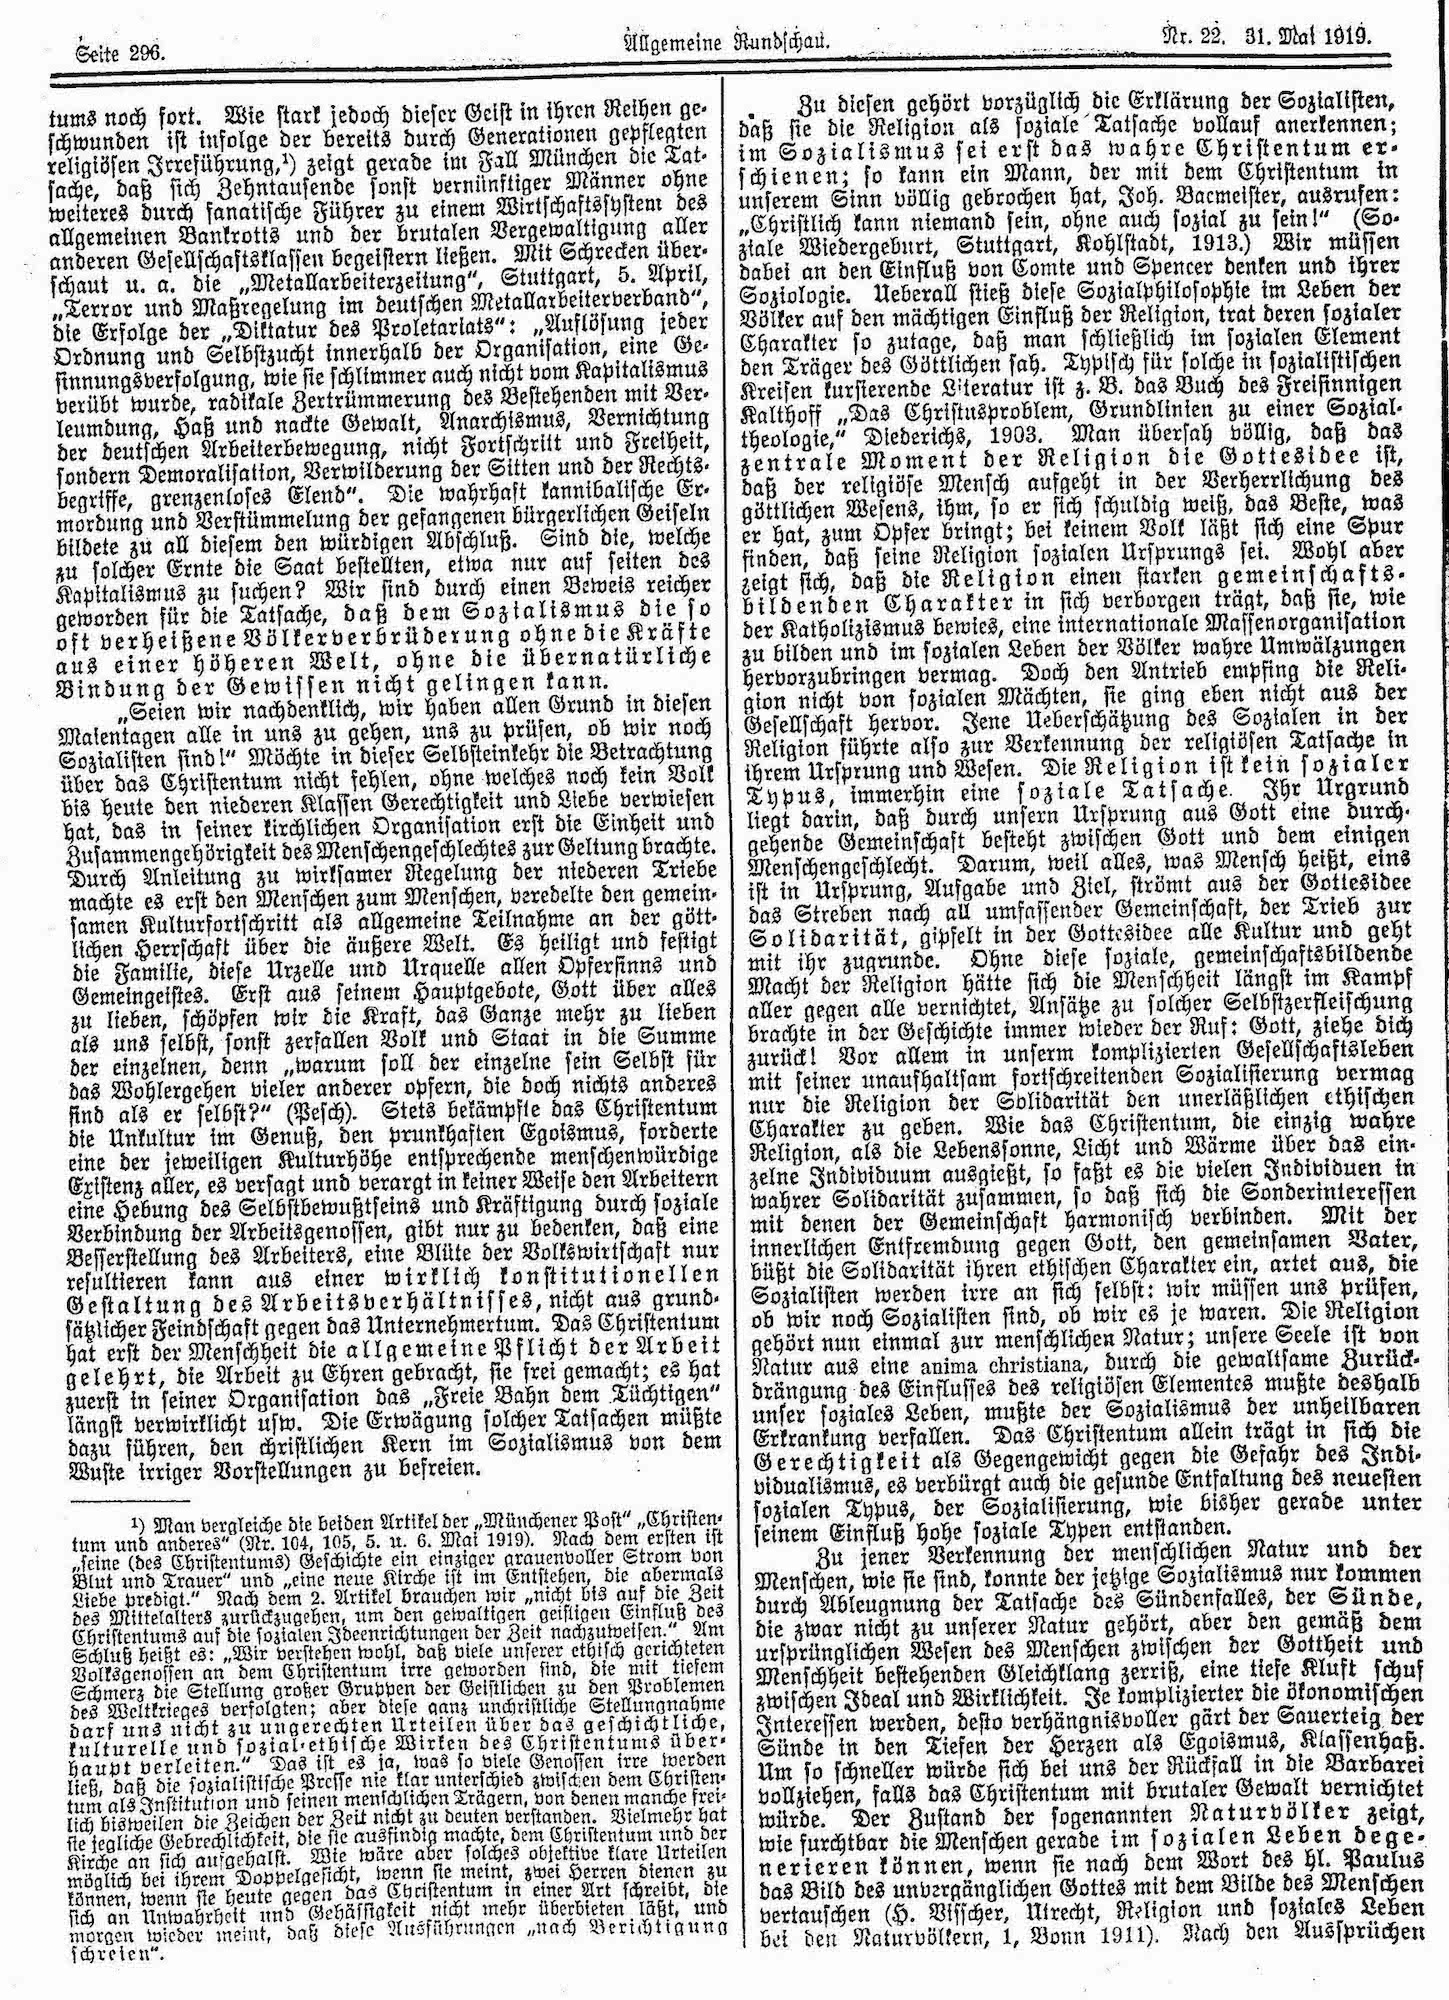 Seite 296.
Allgemeine Rundschau.
Nr. 22. 31. Mai 1919.
tums noch fort. Wie stark jedoch dieser Geist in ihren Reihen ge-
schwunden ist infolge der bereits durch Generationen gepflegten
religiösen Irreführung,¹) zeigt gerade im Fall München die Tat-
sache, daß sich Zehntausende sonst vernünftiger Männer ohne
weiteres durch fanatische Führer zu einem Wirtschaftssystem des
allgemeinen Bankrotts und der brutalen Vergewaltigung aller
anderen Gesellschaftsklassen begeistern ließen. Mit Schrecken über-
schaut u. a. die „Metallarbeiterzeitung“, Stuttgart, 5. April,
„Terror und Maßregelung im deutschen Metallarbeiterverband“,
die Erfolge der „Diktatur des Proletariats“: „Auflösung jeder
Ordnung und Selbstzucht innerhalb der Organisation, eine Ge-
sinnungsverfolgung, wie sie schlimmer auch nicht vom Kapitalismus
verübt wurde, radikale Zertrümmerung des Bestehenden mit Ver-
leumdung, Haß und nackte Gewalt, Anarchismus, Vernichtung
der deutschen Arbeiterbewegung, nicht Fortschritt und Freiheit,
sondern Demoralisation, Verwilderung der Sitten und der Rechts-
begriffe, grenzenloses Elend“. Die wahrhaft kannibalische Er-
mordung und Verstümmelung der gefangenen bürgerlichen Geiseln
bildete zu all diesem den würdigen Abschluß. Sind die, welche
zu solcher Ernte die Saat bestellten, etwa nur auf seiten des
Kapitalismus zu suchen? Wir sind durch einen Beweis reicher
geworden für die Tatsache, daß dem Sozialismus die so
oft verheißene Völkerverbrüderung ohne die Kräfte
aus einer höheren Welt, ohne die übernatürliche
Bindung der Gewissen nicht gelingen kann.
„Seien wir nachdenklich, wir haben allen Grund in diesen
Maientagen alle in uns zu gehen, uns zu prüfen, ob wir noch
Sozialisten sind!“ Möchte in dieser Selbsteinkehr die Betrachtung
über das Christentum nicht fehlen, ohne welches noch kein Volk
bis heute den niederen Klassen Gerechtigkeit und Liebe verwiesen
hat, das in seiner kirchlichen Organisation erst die Einheit und
Zusammengehörigkeit des Menschengeschlechtes zur Geltung brachte.
Durch Anleitung zu wirksamer Regelung der niederen Triebe
machte es erst den Menschen zum Menschen, veredelte den gemein-
samen Kulturfortschritt als allgemeine Teilnahme an der gött-
lichen Herrschaft über die äußere Welt. Es heiligt und festigt
die Familie, diese Urzelle und Urquelle allen Opfersinns und
Gemeingeistes. Erst aus seinem Hauptgebote, Gott über alles
zu lieben, schöpfen wir die Kraft, das Ganze mehr zu lieben
als uns selbst, sonst zerfallen Volk und Staat in die Summe
der einzelnen, denn „warum soll der einzelne sein Selbst für
das Wohlergehen vieler anderer opfern, die doch nichts anderes
sind als er selbst?“ (Pesch). Stets bekämpfte das Christentum
die Unkultur im Genuß, den prunkhaften Egoismus, forderte
eine der jeweiligen Kulturhöhe entsprechende menschenwürdige
Existenz aller, es versagt und verargt in keiner Weise den Arbeitern
eine Hebung des Selbstbewußtseins und Kräftigung durch soziale
Verbindung der Arbeitsgenossen, gibt nur zu bedenken, daß eine
Besserstellung des Arbeiters, eine Blüte der Volkswirtschaft nur
resultieren kann aus einer wirklich konstitutionellen
Gestaltung des Arbeitsverhältnisses, nicht aus grund-
sätzlicher Feindschaft gegen das Unternehmertum. Das Christentum
hat erst der Menschheit die allgemeine Pflicht der Arbeit
gelehrt, die Arbeit zu Ehren gebracht, sie frei gemacht; es hat
zuerst in seiner Organisation das „Freie Bahn dem Tüchtigen“
längst verwirklicht usw. Die Erwägung solcher Tatsachen müßte
dazu führen, den christlichen Kern im Sozialismus von dem
Wuste irriger Vorstellungen zu befreien.
¹) Man vergleiche die beiden Artikel der „Münchener Post“ „Christen-
tum und anderes“ (Nr. 104, 105, 5. u. 6. Mai 1919). Nach dem ersten ist
„seine (des Christentums) Geschichte ein einziger grauenvoller Strom von
Blut und Trauer“ und „eine neue Kirche ist im Entstehen, die abermals
Liebe predigt.“ Nach dem 2. Artikel brauchen wir „nicht bis auf die Zeit
des Mittelalters zurückzugehen, um den gewaltigen geistigen Einfluß des
Christentums auf die sozialen Ideenrichtungen der Zeit nachzuweisen.“ Am
Schluß heißt es: „Wir verstehen wohl, daß viele unserer ethisch gerichteten
Volksgenossen an dem Christentum irre geworden sind, die mit tiefem
Schmerz die Stellung großer Gruppen der Geistlichen zu den Problemen
des Weltkrieges verfolgten; aber diese ganz unchristliche Stellungnahme
darf uns nicht zu ungerechten Urteilen über das geschichtliche,
kulturelle und sozial-ethische Wirken des Christentums über-
haupt verleiten.“ Das ist es ja, was so viele Genossen irre werden
ließ, daß die sozialistische Presse nie klar unterschied zwischen dem Christen-
tum als Institution und seinen menschlichen Trägern, von denen manche frei-
lich bisweilen die Zeichen der Zeit nicht zu deuten verstanden. Vielmehr hat
sie jegliche Gebrechlichkeit, die sie ausfindig machte, dem Christentum und der
Kirche an sich aufgehalst. Wie wäre aber solches objektive klare Urteilen
möglich bei ihrem Doppelgesicht, wenn sie meint, zwei Herren dienen zu
können, wenn sie heute gegen das Christentum in einer Art schreibt, die
sich an Unwahrheit und Gehässigkeit nicht mehr überbieten läßt, und
morgen wieder meint, daß diese Ausführungen „nach Berichtigung
schreien“.
Zu diesen gehört vorzüglich die Erklärung der Sozialisten,
daß sie die Religion als soziale Tatsache vollauf anerkennen;
im Sozialismus sei erst das wahre Christentum er-
schienen; so kann ein Mann, der mit dem Christentum in
unserem Sinn völlig gebrochen hat, Joh. Bacmeister, ausrufen:
„Christlich kann niemand sein, ohne auch sozial zu sein!“ (So-
ziale Wiedergeburt, Stuttgart, Kohlstadt, 1913.) Wir müssen
dabei an den Einfluß von Comte und Spencer denken und ihrer
Soziologie. Ueberall stieß diese Sozialphilosophie im Leben der
Völker auf den mächtigen Einfluß der Religion, trat deren sozialer
Charakter so zutage, daß man schließlich im sozialen Element
den Träger des Göttlichen sah. Typisch für solche in sozialistischen
Kreisen kursierende Literatur ist z. B. das Buch des Freisinnigen
Kalthoff „Das Christusproblem, Grundlinien zu einer Sozial-
theologie,“ Diederichs, 1903. Man übersah völlig, daß das
zentrale Moment der Religion die Gottesidee ist,
daß der religiöse Mensch aufgeht in der Verherrlichung des
göttlichen Wesens, ihm, so er sich schuldig weiß, das Beste, was
er hat, zum Opfer bringt; bei keinem Volk läßt sich eine Spur
finden, daß seine Religion sozialen Ursprungs sei. Wohl aber
zeigt sich, daß die Religion einen starken gemeinschafts-
bildenden Charakter in sich verborgen trägt, daß sie, wie
der Katholizismus bewies, eine internationale Massenorganisation
zu bilden und im sozialen Leben der Völker wahre Umwälzungen
hervorzubringen vermag. Doch den Antrieb empfing die Reli-
gion nicht von sozialen Mächten, sie ging eben nicht aus der
Gesellschaft hervor. Jene Ueberschätzung des Sozialen in der
Religion führte also zur Verkennung der religiösen Tatsache in
ihrem Ursprung und Wesen. Die Religion ist kein sozialer
Typus, immerhin eine soziale Tatsache. Ihr Urgrund
liegt darin, daß durch unsern Ursprung aus Gott eine durch-
gehende Gemeinschaft besteht zwischen Gott und dem einigen
Menschengeschlecht. Darum, weil alles, was Mensch heißt, eins
ist in Ursprung, Aufgabe und Ziel, strömt aus der Gottesidee
das Streben nach all umfassender Gemeinschaft, der Trieb zur
Solidarität, gipfelt in der Gottesidee alle Kultur und geht
mit ihr zugrunde. Ohne diese soziale, gemeinschaftsbildende
Macht der Religion hätte sich die Menschheit längst im Kampf
aller gegen alle vernichtet, Ansätze zu solcher Selbstzerfleischung
brachte in der Geschichte immer wieder der Ruf: Gott, ziehe dich
zurück! Vor allem in unserm komplizierten Gesellschaftsleben
mit seiner unaufhaltsam fortschreitenden Sozialisierung vermag
nur die Religion der Solidarität den unerläßlichen ethischen
Charakter zu geben. Wie das Christentum, die einzig wahre
Religion, als die Lebenssonne, Licht und Wärme über das ein-
zelne Individuum ausgießt, so faßt es die vielen Individuen in
wahrer Solidarität zusammen, so daß sich die Sonderinteressen
mit denen der Gemeinschaft harmonisch verbinden. Mit der
innerlichen Entfremdung gegen Gott, den gemeinsamen Vater,
büßt die Solidarität ihren ethischen Charakter ein, artet aus, die
Sozialisten werden irre an sich selbst: wir müssen uns prüfen,
ob wir noch Sozialisten sind, ob wir es je waren. Die Religion
gehört nun einmal zur menschlichen Natur; unsere Seele ist von
Natur aus eine anima christiana, durch die gewaltsame Zurück-
drängung des Einflusses des religiösen Elementes mußte deshalb
unser soziales Leben, mußte der Sozialismus der unheilbaren
Erkrankung verfallen. Das Christentum allein trägt in sich die
Gerechtigkeit als Gegengewicht gegen die Gefahr des Indi-
vidualismus, es verbürgt auch die gesunde Entfaltung des neuesten
sozialen Typus, der Sozialisierung, wie bisher gerade unter
seinem Einfluß hohe soziale Typen entstanden.
Zu jener Verkennung der menschlichen Natur und der
Menschen, wie sie sind, konnte der jetzige Sozialismus nur kommen
durch Ableugnung der Tatsache des Sündenfalles, der Sünde,
die zwar nicht zu unserer Natur gehört, aber den gemäß dem
ursprünglichen Wesen des Menschen zwischen der Gottheit und
Menschheit bestehenden Gleichklang zerriß, eine tiefe Kluft schuf
zwischen Ideal und Wirklichkeit. Je komplizierter die ökonomischen
Interessen werden, desto verhängnisvoller gärt der Sauerteig der
Sünde in den Tiefen der Herzen als Egoismus, Klassenhaß.
Um so schneller würde sich bei uns der Rückfall in die Barbarei
vollziehen, falls das Christentum mit brutaler Gewalt vernichtet
würde. Der Zustand der sogenannten Naturvölker zeigt,
wie furchtbar die Menschen gerade im sozialen Leben dege-
nerieren können, wenn sie nach dem Wort des hl. Paulus
das Bild des unvergänglichen Gottes mit dem Bilde des Menschen
vertauschen (H. Visscher, Utrecht, Religion und soziales Leben
bei den Naturvölkern, 1, Bonn 1911). Nach den Aussprüchen